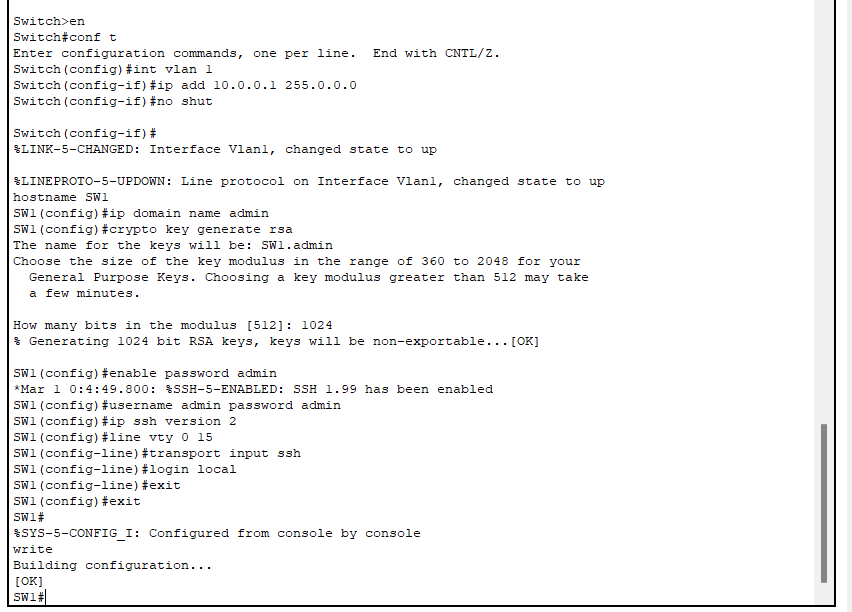 Switch>en
Switch#conf t
Enter configuration commands, one per line.  End with CNTL/Z.
Switch(config)#int vlan 1
Switch(config-if)#ip add 10.0.0.1 255.0.0.0
Switch(config-if)#no shut
Switch(config-if)#
%LINK-5-CHANGED: Interface Vlan1, changed state to up
%LINEPROTO-5-UPDOWN: Line protocol on Interface Vlan1, changed state to up
hostname SW1
SW1(config)#ip domain name admin
SW1(config)#crypto key generate rsa
The name for the keys will be: SW1.admin
Choose the size of the key modulus in the range of 360 to 2048 for your
  General Purpose Keys. Choosing a key modulus greater than 512 may take
  a few minutes.
How many bits in the modulus [512]: 1024
% Generating 1024 bit RSA keys, keys will be non-exportable...[OK]
SW1(config)#enable password admin
*Mar 1 0:4:49.800: %SSH-5-ENABLED: SSH 1.99 has been enabled
SW1(config)#username admin password admin
SW1(config)#ip ssh version 2
SW1(config)#line vty 0 15
SW1(config-line)#transport input ssh
SW1(config-line)#login local
SW1(config-line)#exit
SW1(config)#exit
SW1#
%SYS-5-CONFIG_I: Configured from console by console
write
Building configuration...
[OK]
SW1#